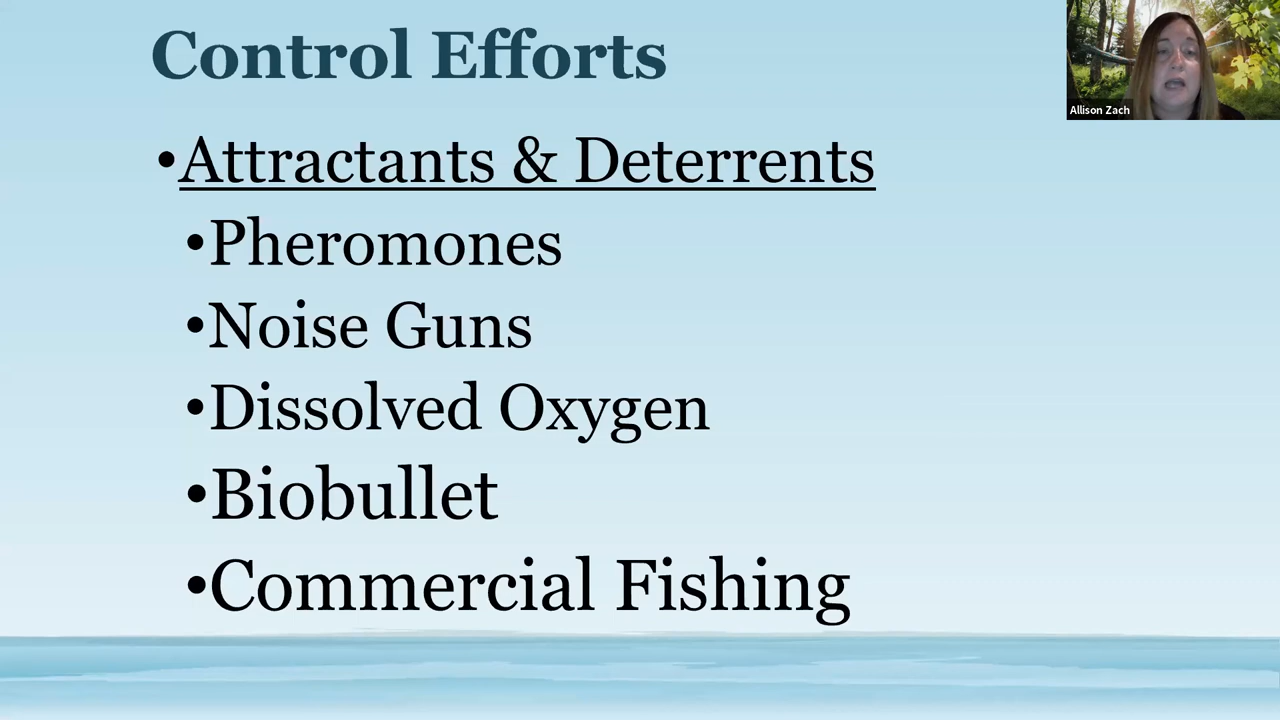 Control Efforts
Allison Zach
•Attractants & Deterrents
•Pheromones
•Noise Guns
•Dissolved Oxygen
•Biobullet
•Commercial Fishing